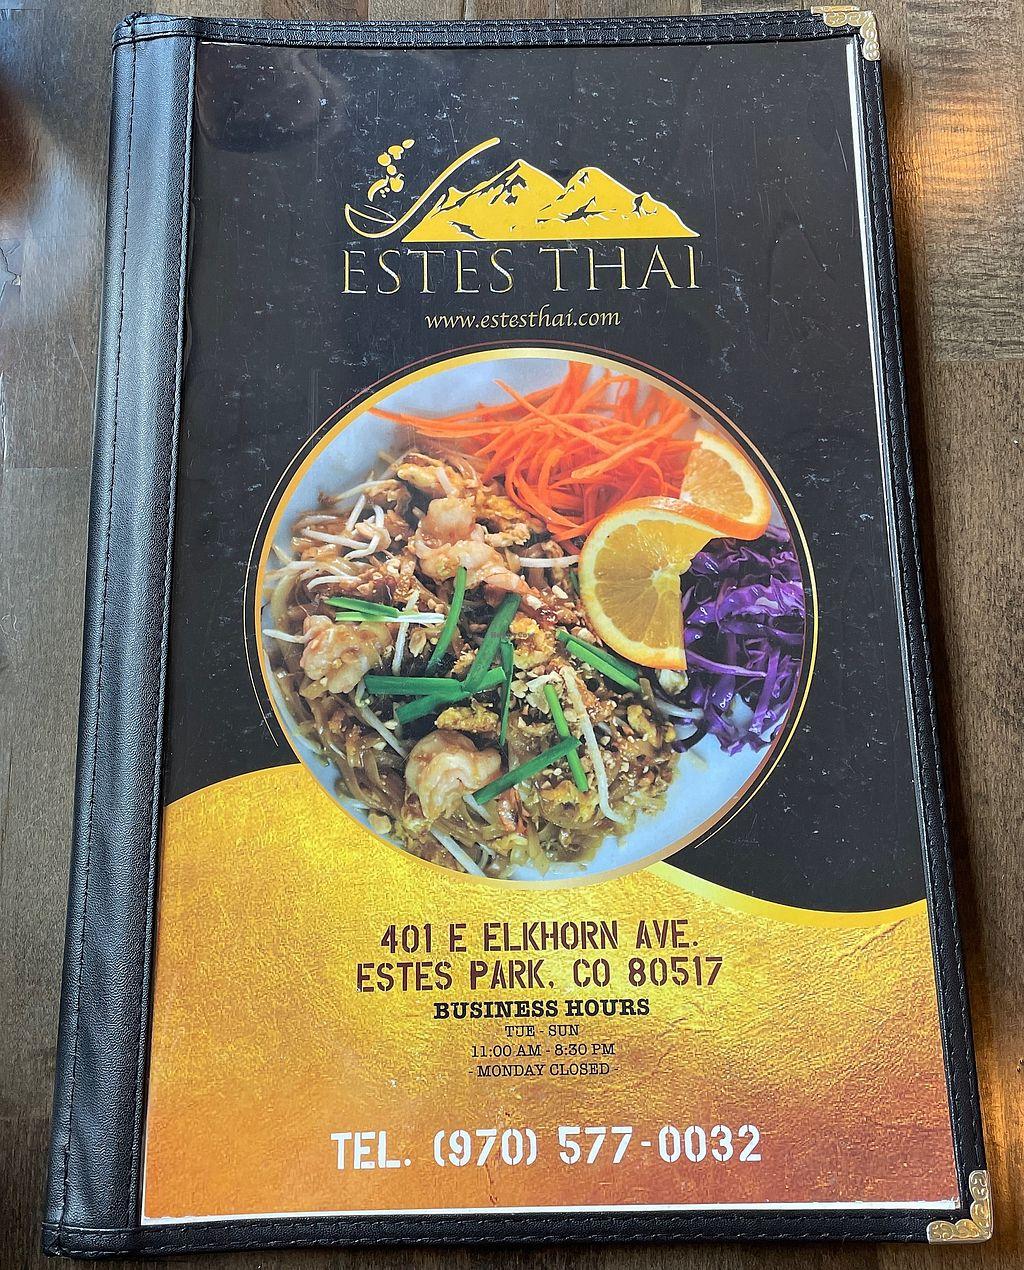 ESTES THAI
www.estesthai.com
401 E ELKHORN AVE.
ESTES PARK, CO 80517
BUSINESS HOURS
TUE - SUN
11:00 AM - 8:30 PM
- MONDAY CLOSED -
TEL. (970) 577-0032